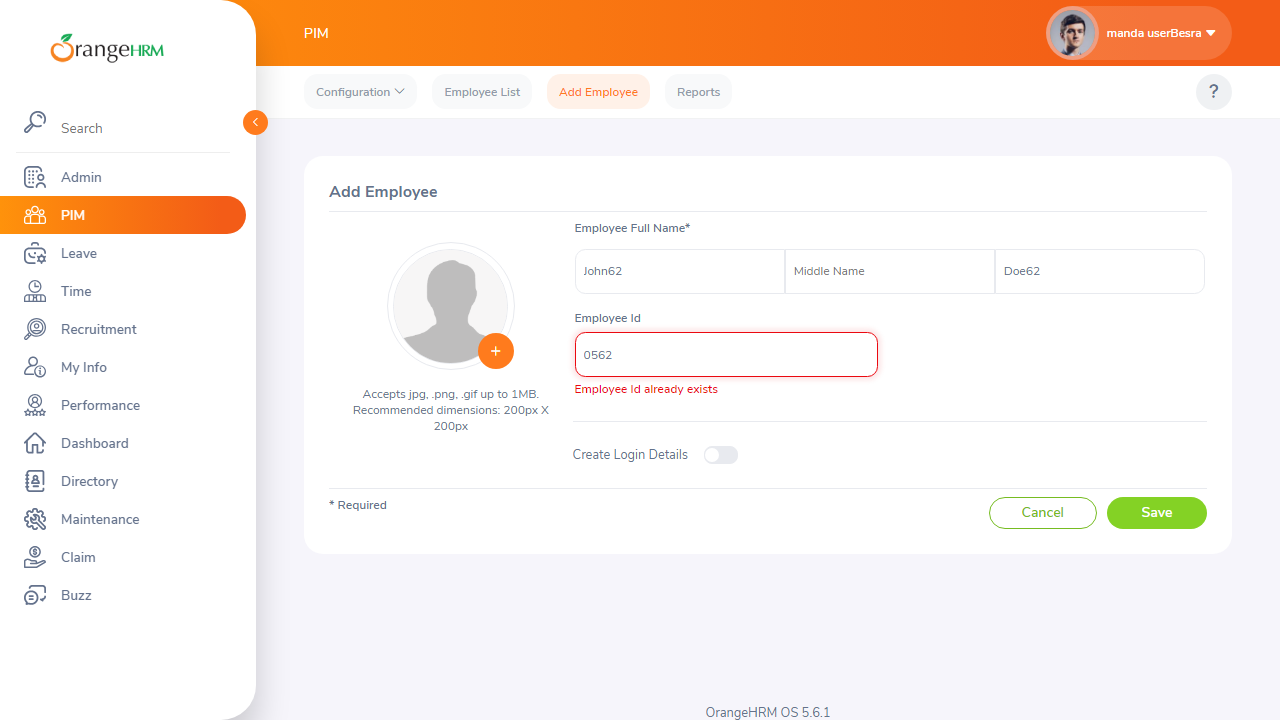 OrangeHRM
PIM
manda userBesra
Configuration
Employee List
Add Employee
Reports
?
Search
Admin
PIM
Leave
Time
Recruitment
My Info
Performance
Dashboard
Directory
Maintenance
Claim
Buzz
Add Employee
Employee Full Name*
John62
Middle Name
Doe62
Employee Id
0562
Employee Id already exists
+
Accepts jpg, .png, .gif up to 1MB.
Recommended dimensions: 200px X
200px
Create Login Details
* Required
Cancel
Save
OrangeHRM OS 5.6.1